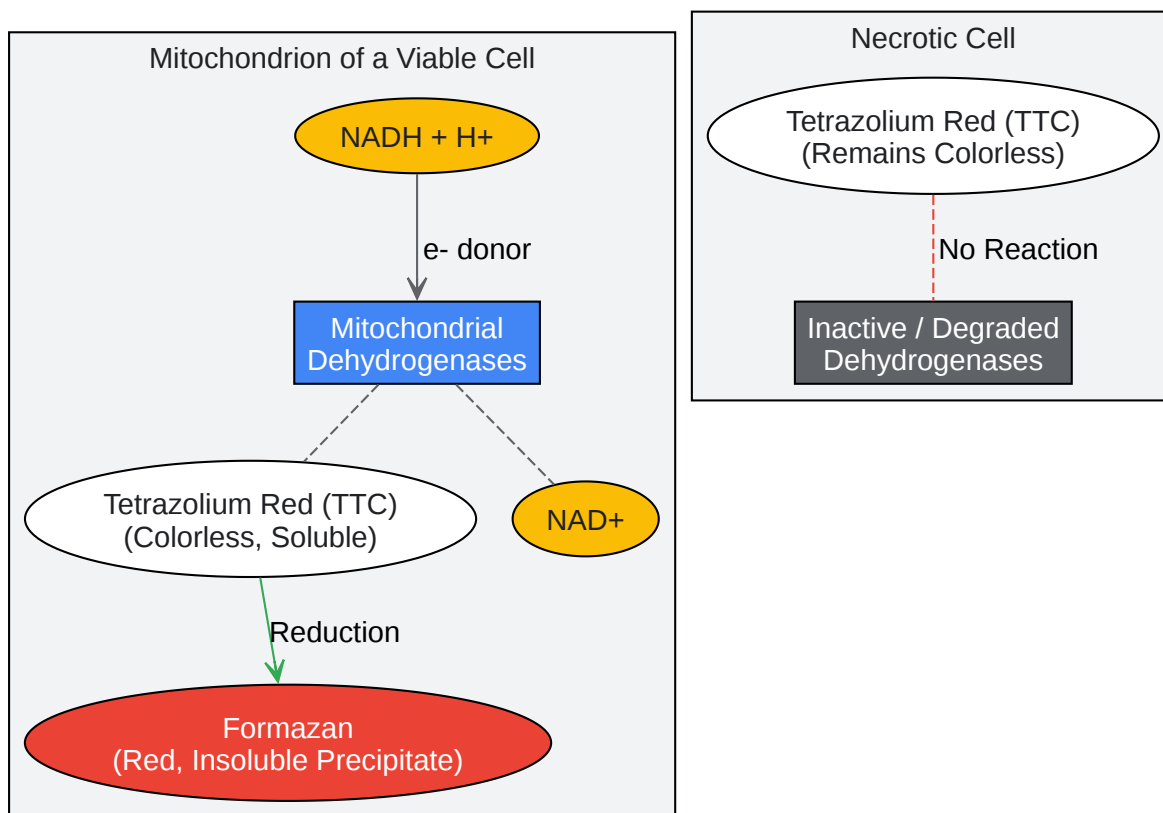 Mitochondrion of a Viable Cell
NADH + H+
e- donor
Mitochondrial
Dehydrogenases
Tetrazolium Red (TTC)
(Colorless, Soluble)
NAD+
Reduction
Formazan
(Red, Insoluble Precipitate)
Necrotic Cell
Tetrazolium Red (TTC)
(Remains Colorless)
No Reaction
Inactive / Degraded
Dehydrogenases